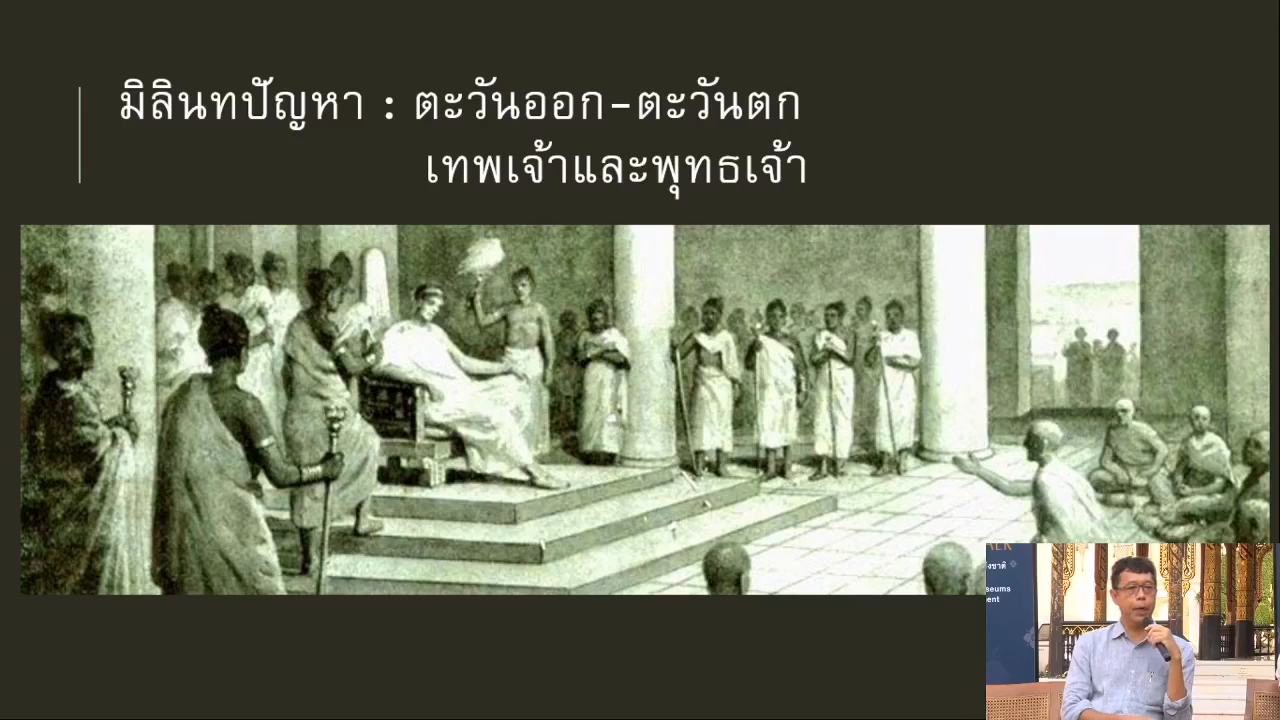 มิลินทปัญหา : ตะวันออก-ตะวันตก
เทพเจ้าและพุทธเจ้า